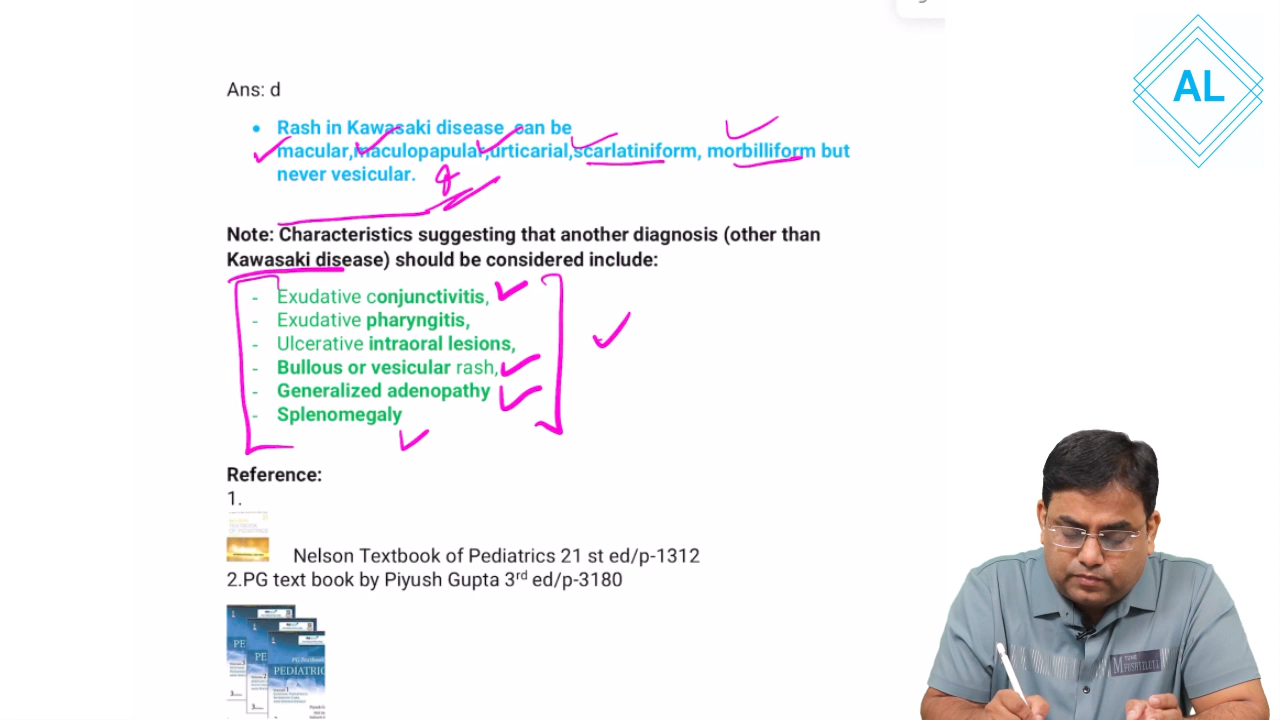 AL
Ans: d
• Rash in Kawasaki disease can be
macular,maculopapular,urticarial,scarlatiniform, morbilliform but
never vesicular.
Note: Characteristics suggesting that another diagnosis (other than
Kawasaki disease) should be considered include:
- Exudative conjunctivitis,
- Exudative pharyngitis,
- Ulcerative intraoral lesions,
- Bullous or vesicular rash,
- Generalized adenopathy
- Splenomegaly
Reference:
1.
Nelson Textbook of Pediatrics 21 st ed/p-1312
2.PG text book by Piyush Gupta 3rd ed/p-3180
PEDIATRIC